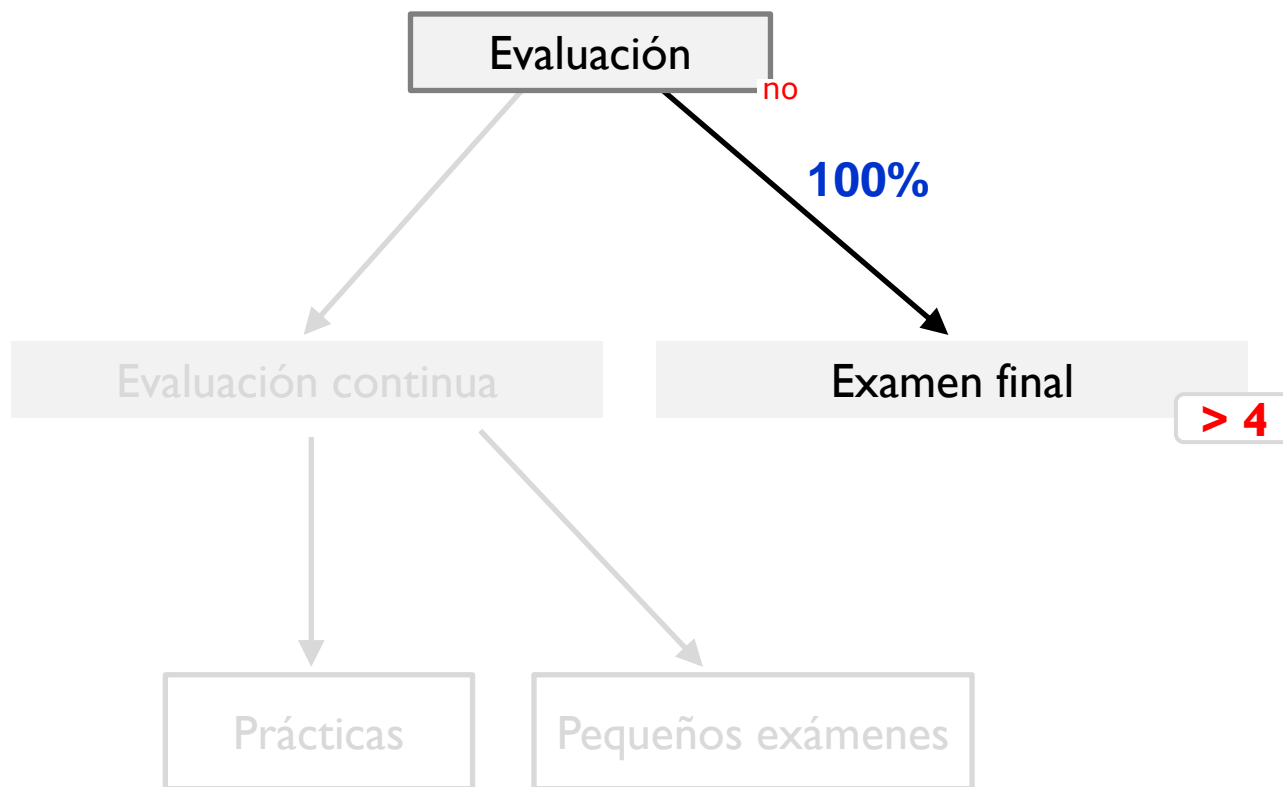 Evaluación
no
100%
Evaluación continua
Examen final
> 4
Prácticas
Pequeños exámenes